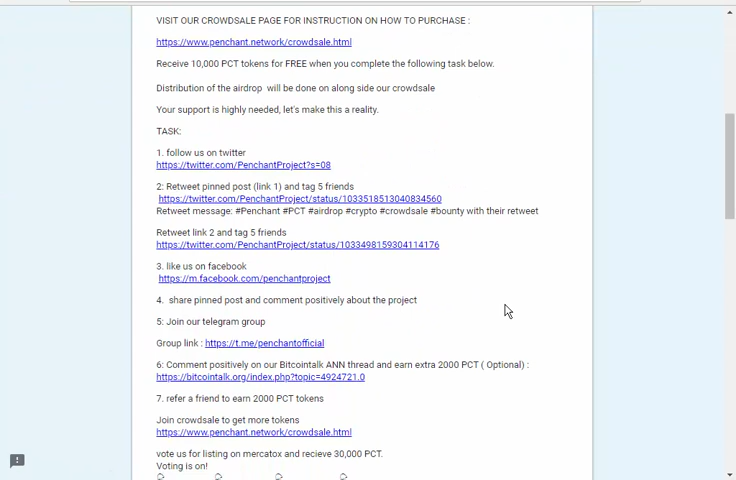 VISIT OUR CROWDSALE PAGE FOR INSTRUCTION ON HOW TO PURCHASE :
https://www.penchant.network/crowdsale.html
Receive 10,000 PCT tokens for FREE when you complete the following task below.
Distribution of the airdrop will be done on along side our crowdsale
Your support is highly needed, let's make this a reality.
TASK:
1. follow us on twitter
https://twitter.com/PenchantProject?s=08
2: Retweet pinned post (link 1) and tag 5 friends
https://twitter.com/PenchantProject/status/1033518513040834560
Retweet message: #Penchant #PCT #airdrop #crypto #crowdsale #bounty with their retweet
Retweet link 2 and tag 5 friends
https://twitter.com/PenchantProject/status/1033498159304114176
3. like us on facebook
https://m.facebook.com/penchantproject
4. share pinned post and comment positively about the project
5: Join our telegram group
Group link : https://t.me/penchantofficial
6: Comment positively on our Bitcointalk ANN thread and earn extra 2000 PCT ( Optional) :
https://bitcointalk.org/index.php?topic=4924721.0
7. refer a friend to earn 2000 PCT tokens
Join crowdsale to get more tokens
https://www.penchant.network/crowdsale.html
vote us for listing on mercatox and recieve 30,000 PCT.
Voting is on!